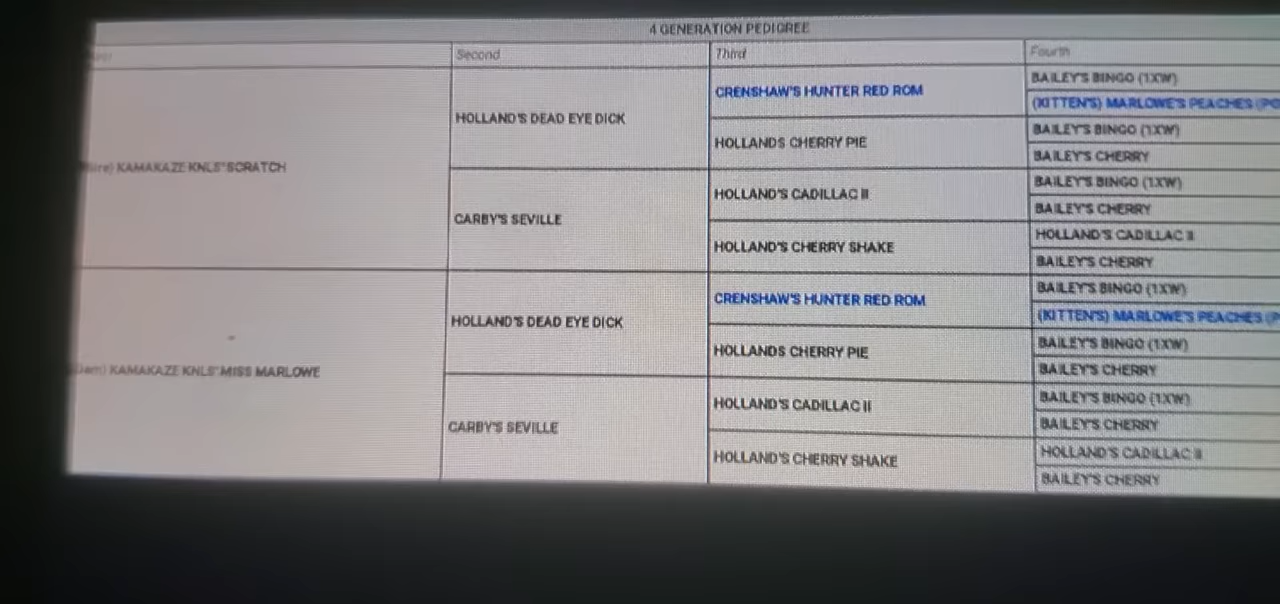 4 GENERATION PEDIGREE
Second Third Fourth
KAMAKAZE KNLS' SCRATCH
HOLLAND'S DEAD EYE DICK
CRENSHAW'S HUNTER RED ROM
BAILEY'S BINGO (1XW)
(KITTEN'S) MARLOWE'S PEACHES
HOLLANDS CHERRY PIE
BAILEY'S BINGO (1XW)
BAILEY'S CHERRY
CARBY'S SEVILLE
HOLLAND'S CADILLAC II
BAILEY'S BINGO (1XW)
BAILEY'S CHERRY
HOLLAND'S CHERRY SHAKE
HOLLAND'S CADILLAC II
BAILEY'S CHERRY
KAMAKAZE KNLS' MISS MARLOWE
HOLLAND'S DEAD EYE DICK
CRENSHAW'S HUNTER RED ROM
BAILEY'S BINGO (1XW)
(KITTEN'S) MARLOWE'S PEACHES
HOLLANDS CHERRY PIE
BAILEY'S BINGO (1XW)
BAILEY'S CHERRY
CARBY'S SEVILLE
HOLLAND'S CADILLAC II
BAILEY'S BINGO (1XW)
BAILEY'S CHERRY
HOLLAND'S CHERRY SHAKE
HOLLAND'S CADILLAC II
BAILEY'S CHERRY